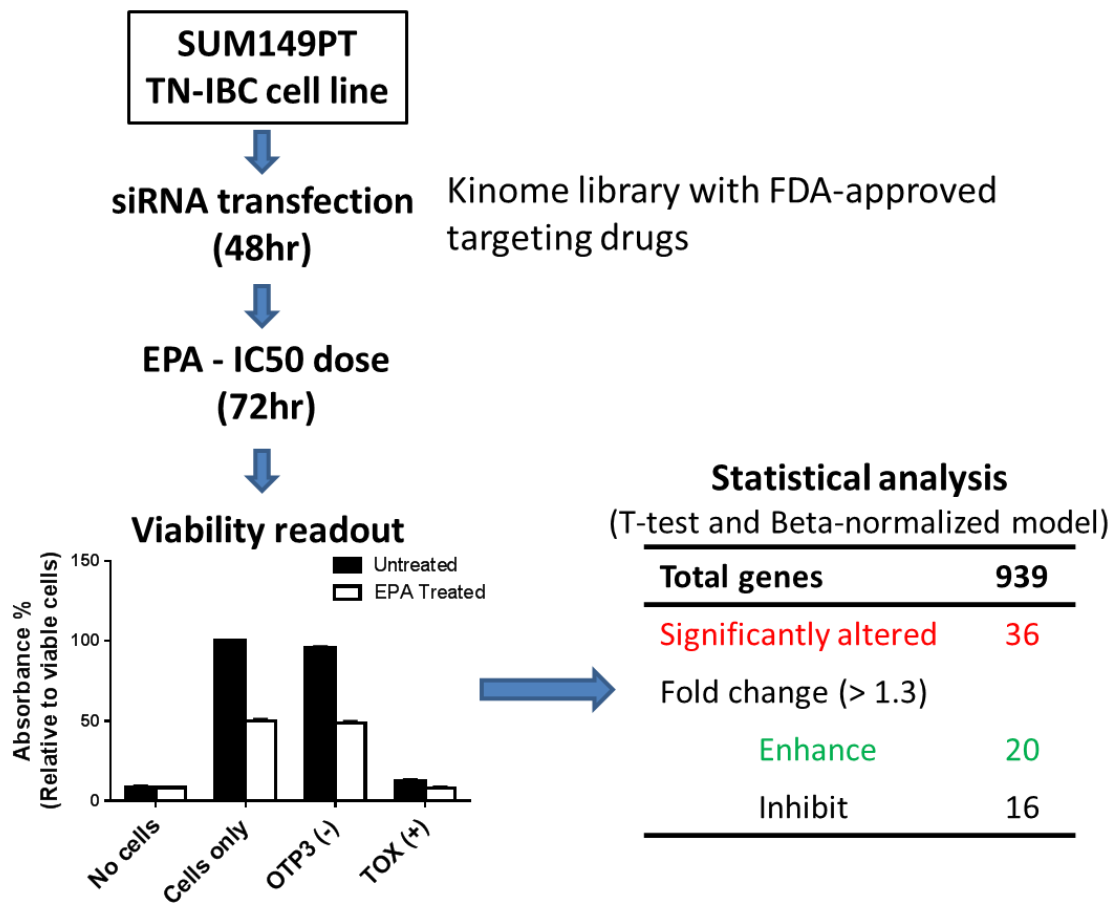 SUM149PT
TN-IBC cell line
siRNA transfection
(48hr)
Kinome library with FDA-approved
targeting drugs
EPA - IC50 dose
(72hr)
Viability readout
Absorbance %
(Relative to viable cells)
150
100
50
0
Untreated
EPA Treated
No cells
Cells only
OTP3 (-)
TOX (+)
Statistical analysis
(T-test and Beta-normalized model)
Total genes 939
Significantly altered 36
Fold change (> 1.3)
Enhance 20
Inhibit 16